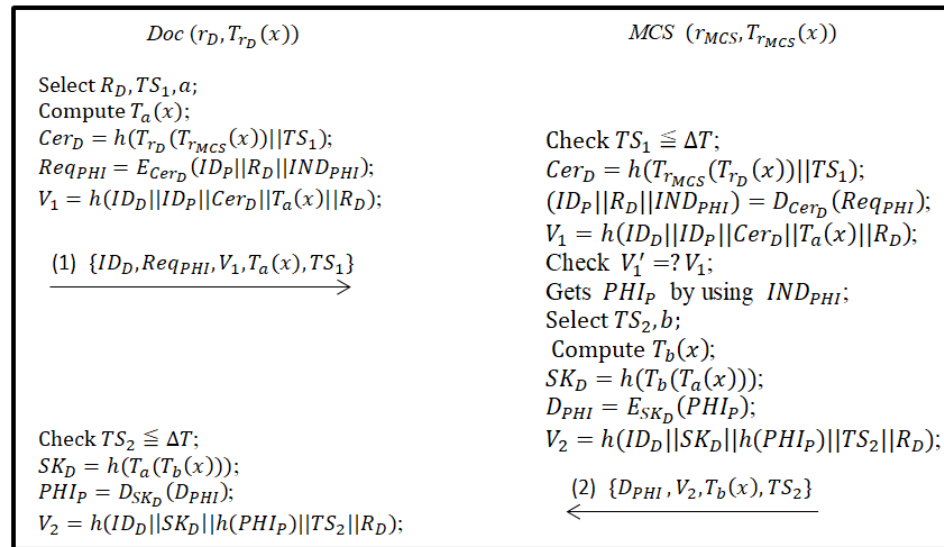 Doc (r_D, T_{r_D}(x))
Select R_D, TS_1, a;
Compute T_a(x);
Cer_D = h(T_{r_D}(T_{r_{MCS}}(x))||TS_1);
Req_{PHI} = E_{Cer_D}(ID_P||R_D||IND_{PHI});
V_1 = h(ID_D||ID_P||Cer_D||T_a(x)||R_D);
(1) {ID_D, Req_{PHI}, V_1, T_a(x), TS_1}
MCS (r_{MCS}, T_{r_{MCS}}(x))
Check TS_1 ≦ ΔT;
Cer_D = h(T_{r_{MCS}}(T_{r_D}(x))||TS_1);
(ID_P||R_D||IND_{PHI}) = D_{Cer_D}(Req_{PHI});
V_1 = h(ID_D||ID_P||Cer_D||T_a(x)||R_D);
Check V_1' =? V_1;
Gets PHI_P by using IND_{PHI};
Select TS_2, b;
Compute T_b(x);
SK_D = h(T_b(T_a(x)));
D_{PHI} = E_{SK_D}(PHI_P);
V_2 = h(ID_D||SK_D||h(PHI_P)||TS_2||R_D);
(2) {D_{PHI}, V_2, T_b(x), TS_2}
Check TS_2 ≦ ΔT;
SK_D = h(T_a(T_b(x)));
PHI_P = D_{SK_D}(D_{PHI});
V_2 = h(ID_D||SK_D||h(PHI_P)||TS_2||R_D);